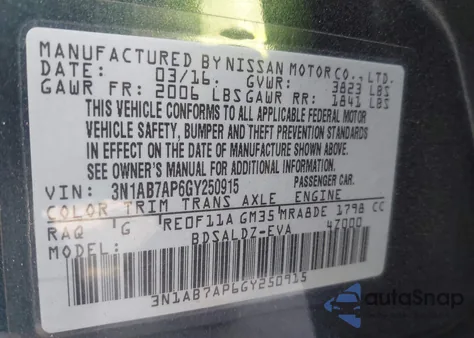 MANUFACTURED BY NISSAN MOTOR CO., LTD.
DATE: 03/16 GVWR: 3823 LBS
GAWR FR: 2006 LBS GAWR RR: 1841 LBS
THIS VEHICLE CONFORMS TO ALL APPLICABLE FEDERAL MOTOR
VEHICLE SAFETY, BUMPER AND THEFT PREVENTION STANDARDS
IN EFFECT ON THE DATE OF MANUFACTURE SHOWN ABOVE.
SEE OWNER'S MANUAL FOR ADDITIONAL INFORMATION.
VIN: 3N1AB7AP6GY250915 PASSENGER CAR.
COLOR TRIM TRANS AXLE ENGINE
RAQ G RE0F11A GM35 MRA8DE 1798 CC
MODEL: BDSALDZ-EVA 47000
3N1AB7AP6GY250915
autoSnap